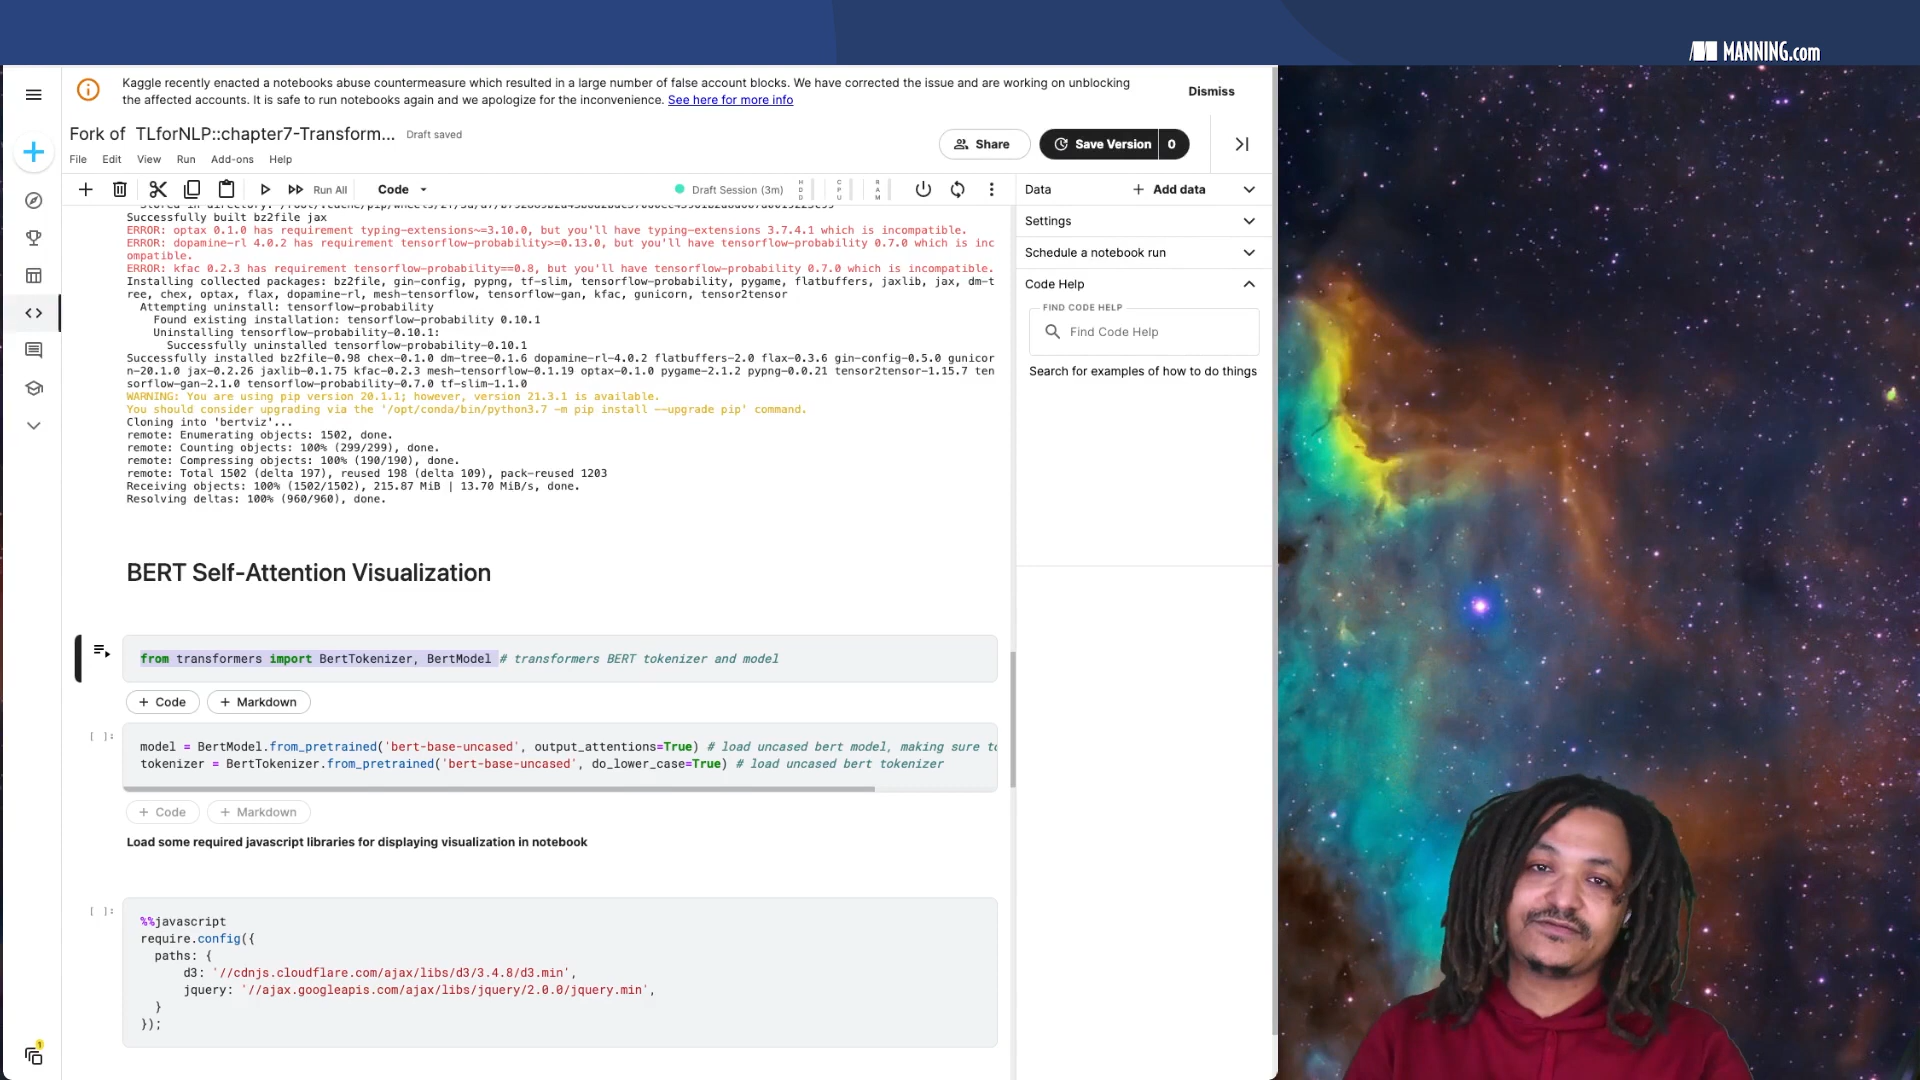 MANNING.com
Kaggle recently enacted a notebooks abuse countermeasure which resulted in a large number of false account blocks. We have corrected the issue and are working on unblocking
the affected accounts. It is safe to run notebooks again and we apologize for the inconvenience. See here for more info
Dismiss
Fork of TLforNLP::chapter7-Transform... Draft saved
Share
Save Version 0
File Edit View Run Add-ons Help
Run All
Code
Draft Session (3m)
HDD
CPU
RAM
Data
+ Add data
Successfully built bz2file jax
ERROR: optax 0.1.0 has requirement typing-extensions~=3.10.0, but you'll have typing-extensions 3.7.4.1 which is incompatible.
ERROR: dopamine-rl 4.0.2 has requirement tensorflow-probability>=0.13.0, but you'll have tensorflow-probability 0.7.0 which is inc
ompatible.
ERROR: kfac 0.2.3 has requirement tensorflow-probability==0.8, but you'll have tensorflow-probability 0.7.0 which is incompatible.
Installing collected packages: bz2file, gin-config, pypng, tf-slim, tensorflow-probability, pygame, flatbuffers, jaxlib, jax, dm-t
ree, chex, optax, flax, dopamine-rl, mesh-tensorflow, tensorflow-gan, kfac, gunicorn, tensor2tensor
Attempting uninstall: tensorflow-probability
Found existing installation: tensorflow-probability 0.10.1
Uninstalling tensorflow-probability-0.10.1:
Successfully uninstalled tensorflow-probability-0.10.1
Successfully installed bz2file-0.98 chex-0.1.0 dm-tree-0.1.6 dopamine-rl-4.0.2 flatbuffers-2.0 flax-0.3.6 gin-config-0.5.0 gunicor
n-20.1.0 jax-0.2.26 jaxlib-0.1.75 kfac-0.2.3 mesh-tensorflow-0.1.19 optax-0.1.0 pygame-2.1.2 pypng-0.0.21 tensor2tensor-1.15.7 ten
sorflow-gan-2.1.0 tensorflow-probability-0.7.0 tf-slim-1.1.0
WARNING: You are using pip version 20.1.1; however, version 21.3.1 is available.
You should consider upgrading via the '/opt/conda/bin/python3.7 -m pip install --upgrade pip' command.
Cloning into 'bertviz'...
remote: Enumerating objects: 1502, done.
remote: Counting objects: 100% (299/299), done.
remote: Compressing objects: 100% (190/190), done.
remote: Total 1502 (delta 197), reused 198 (delta 109), pack-reused 1203
Receiving objects: 100% (1502/1502), 215.87 MiB | 13.70 MiB/s, done.
Resolving deltas: 100% (960/960), done.
Settings
Schedule a notebook run
Code Help
FIND CODE HELP
Find Code Help
Search for examples of how to do things
BERT Self-Attention Visualization
from transformers import BertTokenizer, BertModel # transformers BERT tokenizer and model
+ Code + Markdown
[ ]:
model = BertModel.from_pretrained('bert-base-uncased', output_attentions=True) # load uncased bert model, making sure to
tokenizer = BertTokenizer.from_pretrained('bert-base-uncased', do_lower_case=True) # load uncased bert tokenizer
+ Code + Markdown
Load some required javascript libraries for displaying visualization in notebook
[ ]:
%%javascript
require.config({
paths: {
d3: '//cdnjs.cloudflare.com/ajax/libs/d3/3.4.8/d3.min',
jquery: '//ajax.googleapis.com/ajax/libs/jquery/2.0.0/jquery.min',
}
});
1